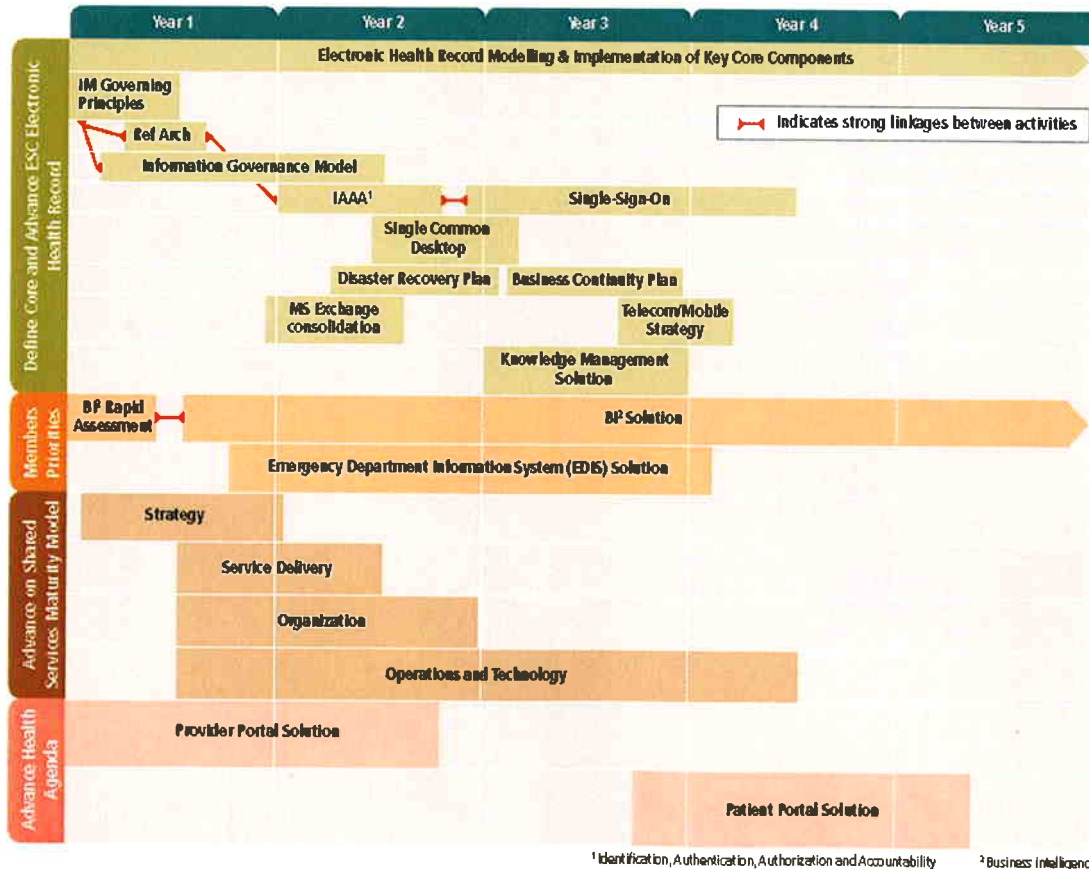 Year 1
Year 2
Year 3
Year 4
Year 5
Define Core and Advance ESC Electronic
Health Record
Electronic Health Record Modelling & Implementation of Key Core Components
IM Governing
Principles
Ref Arch
Indicates strong linkages between activities
Information Governance Model
IAAA¹
Single-Sign-On
Single Common
Desktop
Disaster Recovery Plan
Business Continuity Plan
MS Exchange
consolidation
Telecom/Mobile
Strategy
Knowledge Management
Solution
Members
Priorities
BI² Rapid
Assessment
BI² Solution
Emergency Department Information System (EDIS) Solution
Advance on Shared
Services Maturity Model
Strategy
Service Delivery
Organization
Operations and Technology
Advance Health
Agenda
Provider Portal Solution
Patient Portal Solution
¹ Identification, Authentication, Authorization and Accountability
² Business Intelligenc